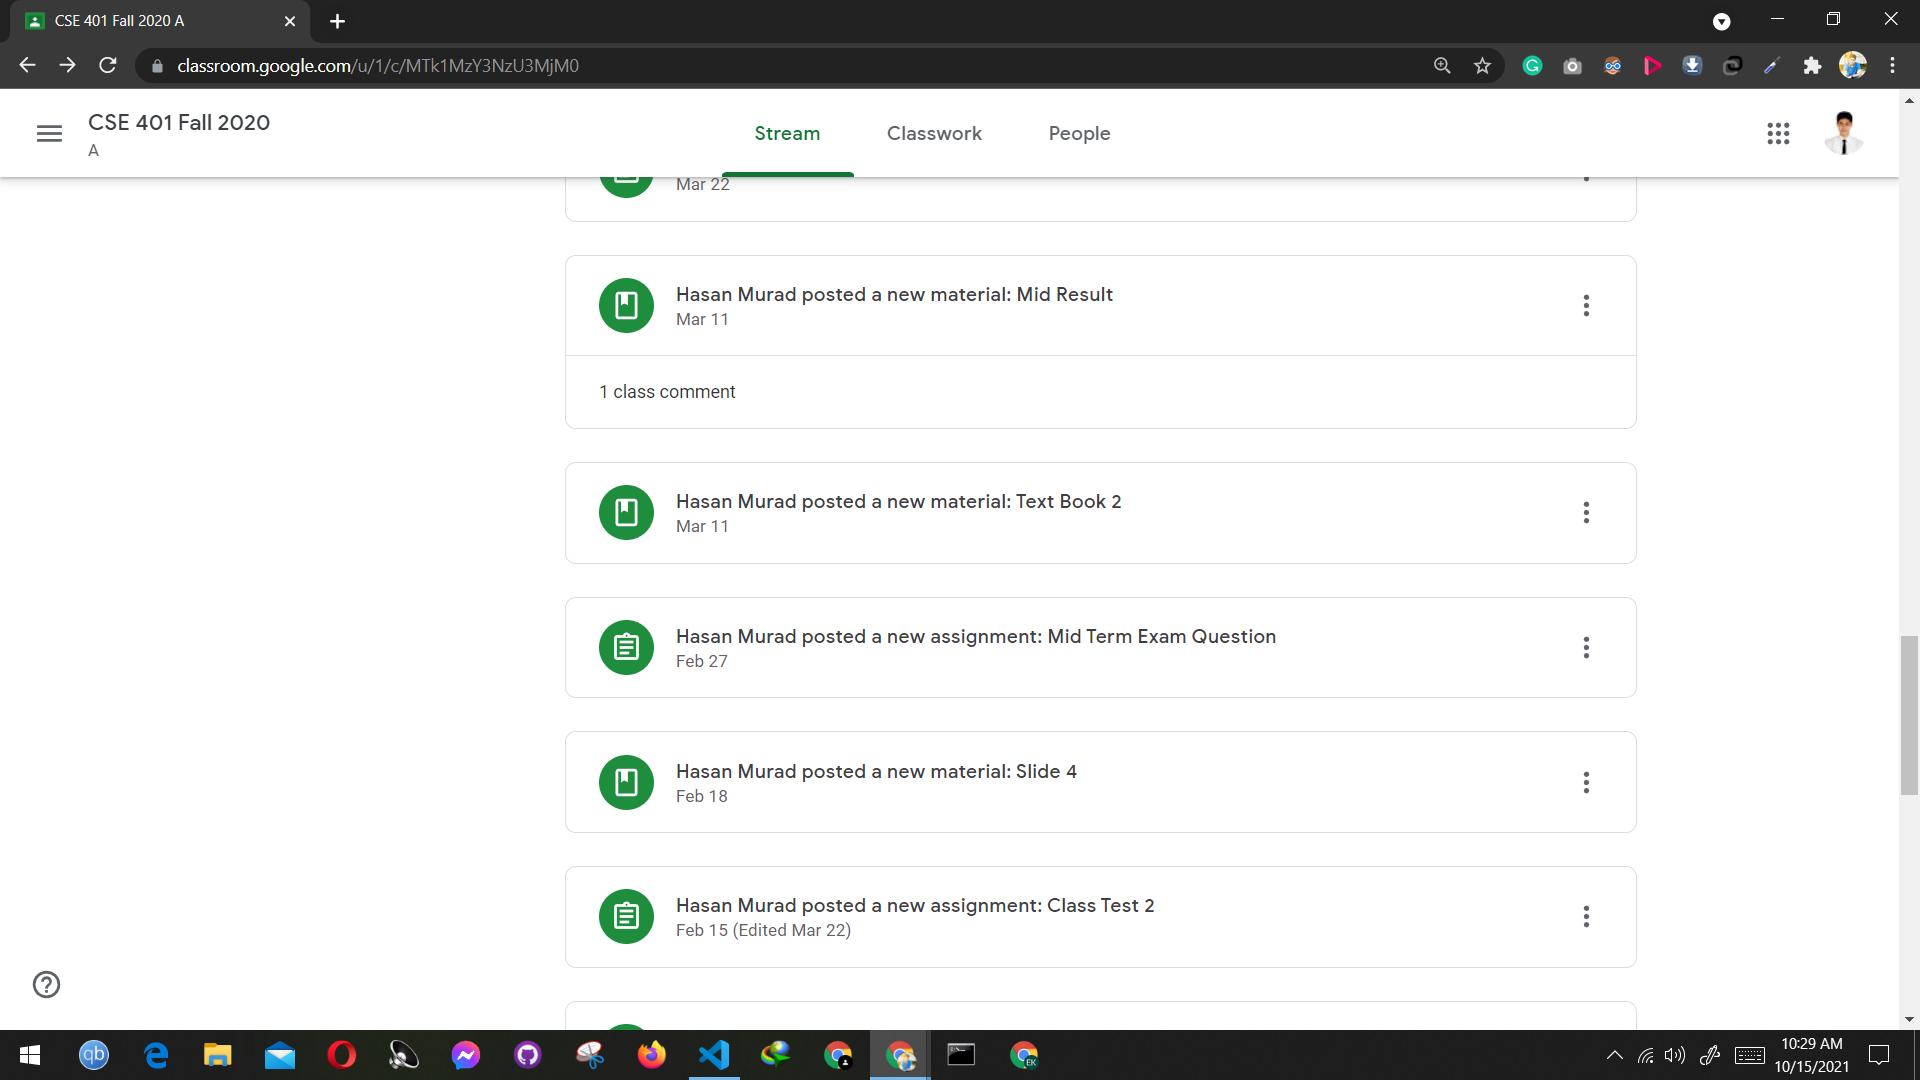 CSE 401 Fall 2020 A
classroom.google.com/u/1/c/MTk1MzY3NzU3MjM0
CSE 401 Fall 2020
A
Stream
Classwork
People
Mar 22
Hasan Murad posted a new material: Mid Result
Mar 11
1 class comment
Hasan Murad posted a new material: Text Book 2
Mar 11
Hasan Murad posted a new assignment: Mid Term Exam Question
Feb 27
Hasan Murad posted a new material: Slide 4
Feb 18
Hasan Murad posted a new assignment: Class Test 2
Feb 15 (Edited Mar 22)
qb
EK
10:29 AM
10/15/2021